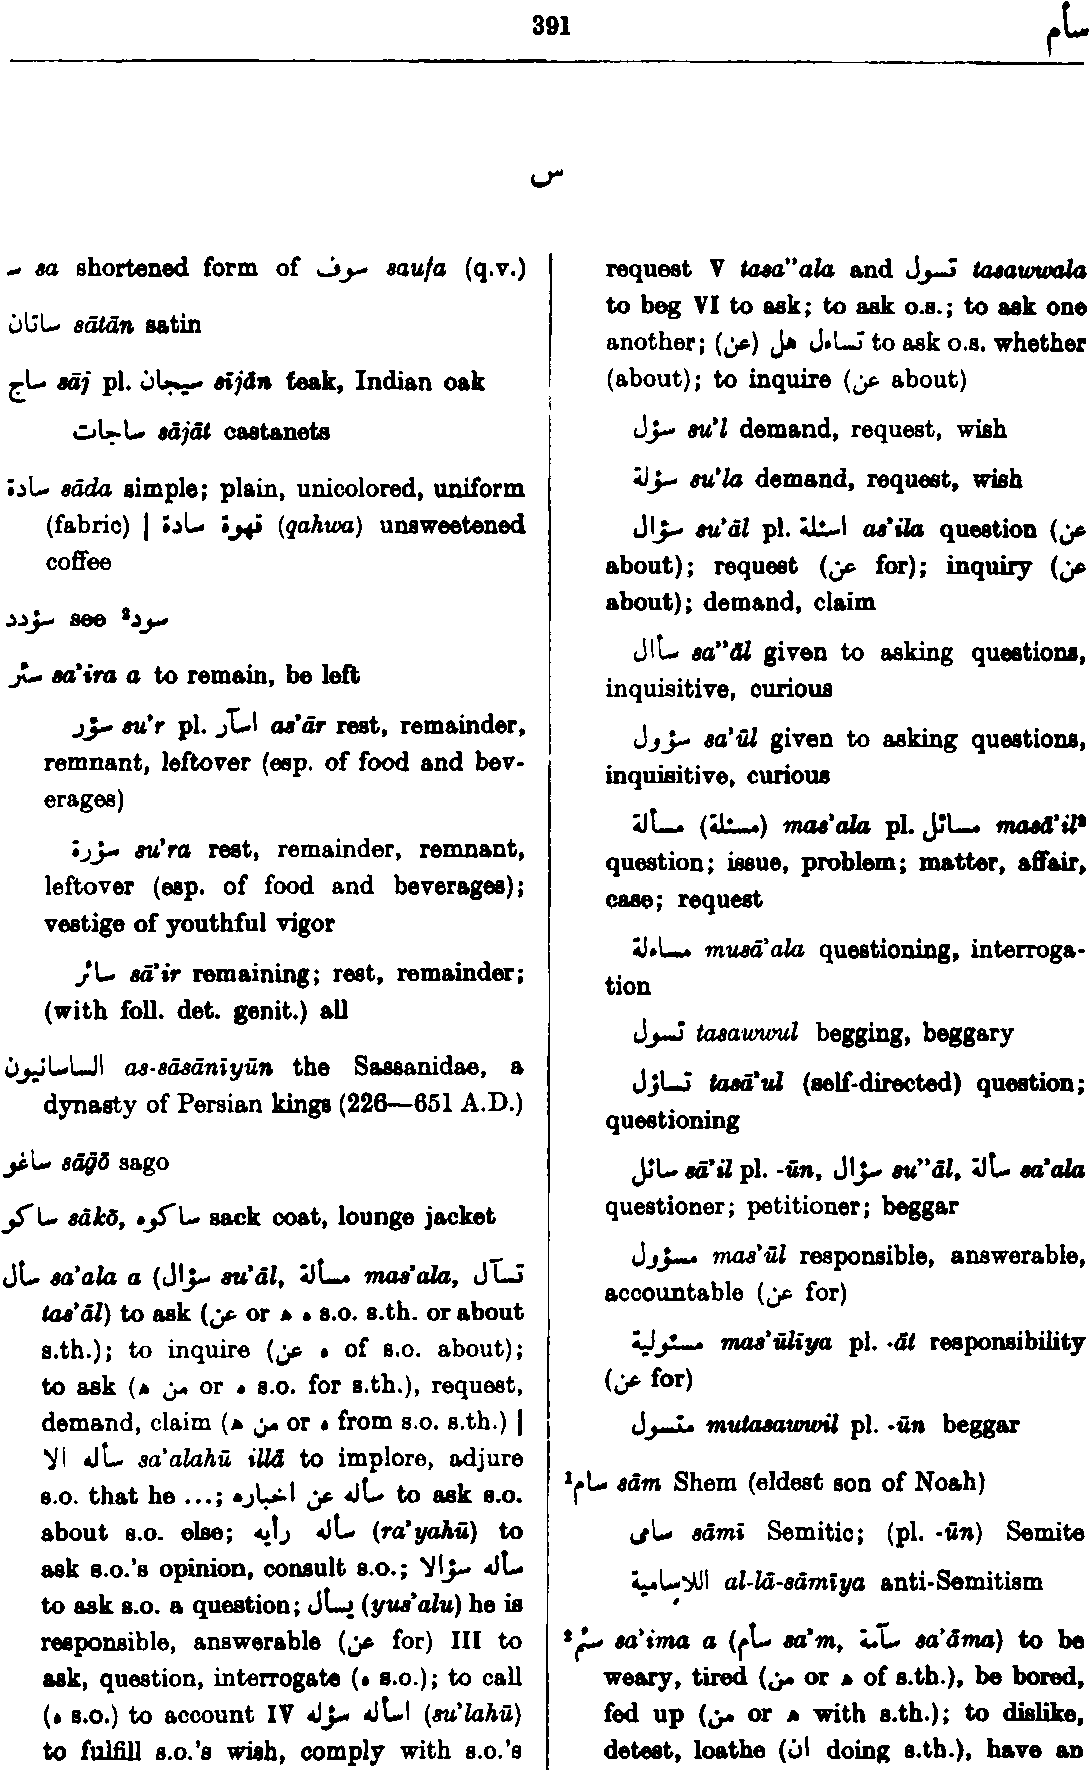 391
سأم
س
سـ sa shortened form of سوف saufa (q.v.)
ساتان sātān satin
ساج sāj pl. سيجان sījān teak, Indian oak
ساجات sājāt castanets
سادة sāda simple; plain, unicolored, uniform
(fabric) | قهوة سادة (qahwa) unsweetened
coffee
سؤدد see ²سود
سئر sa’ira a to remain, be left
سؤر su’r pl. اسآر as’ār rest, remainder,
remnant, leftover (esp. of food and bev-
erages)
سؤرة su’ra rest, remainder, remnant,
leftover (esp. of food and beverages);
vestige of youthful vigor
سائر sā’ir remaining; rest, remainder;
(with foll. det. genit.) all
الساسانيون as-sāsānīyūn the Sassanidae, a
dynasty of Persian kings (226—651 A.D.)
ساغو sāgō sago
ساكو sākō, ساكوه sack coat, lounge jacket
سأل sa’ala a (سؤال su’āl, مسألة mas’ala, تسآل
tas’āl) to ask (عن or ه ه s.o. s.th. or about
s.th.); to inquire (عن ه of s.o. about);
to ask (ه من or ه s.o. for s.th.), request,
demand, claim (ه من or ه from s.o. s.th.) |
سأله الا sa’alahū illā to implore, adjure
s.o. that he ...; سأله عن اخباره to ask s.o.
about s.o. else; سأله رأيه (ra’yahū) to
ask s.o.’s opinion, consult s.o.; سأله سؤالا
to ask s.o. a question; يسأل (yus’alu) he is
responsible, answerable (عن for) III to
ask, question, interrogate (ه s.o.); to call
(ه s.o.) to account IV اسأله سؤله (su’lahū)
to fulfill s.o.’s wish, comply with s.o.’s
request V tasa’’ala and تسول tasawwala
to beg VI to ask; to ask o.s.; to ask one
another; تساءل هل (عن) to ask o.s. whether
(about); to inquire (عن about)
سؤل su’l demand, request, wish
سؤلة su’la demand, request, wish
سؤال su’āl pl. اسئلة as’ila question (عن
about); request (عن for); inquiry (عن
about); demand, claim
سأال sa’’āl given to asking questions,
inquisitive, curious
سؤول sa’ūl given to asking questions,
inquisitive, curious
مسألة (مسئلة) mas’ala pl. مسائل masā’il²
question; issue, problem; matter, affair,
case; request
مساءلة musā’ala questioning, interroga-
tion
تسول tasawwul begging, beggary
تساؤل tasā’ul (self-directed) question;
questioning
سائل sā’il pl. -ūn, سؤال su’’āl, سألة sa’ala
questioner; petitioner; beggar
مسؤول mas’ūl responsible, answerable,
accountable (عن for)
مسئولية mas’ūlīya pl. -āt responsibility
(عن for)
متسول mutasawwil pl. -ūn beggar
¹سام sām Shem (eldest son of Noah)
سامى sāmī Semitic; (pl. -ūn) Semite
اللاسامية al-lā-sāmīya anti-Semitism
²سئم sa’ima a (سأم sa’m, سآمة sa’āma) to be
weary, tired (من or ه of s.th.), be bored,
fed up (من or ه with s.th.); to dislike,
detest, loathe (ان doing s.th.), have an